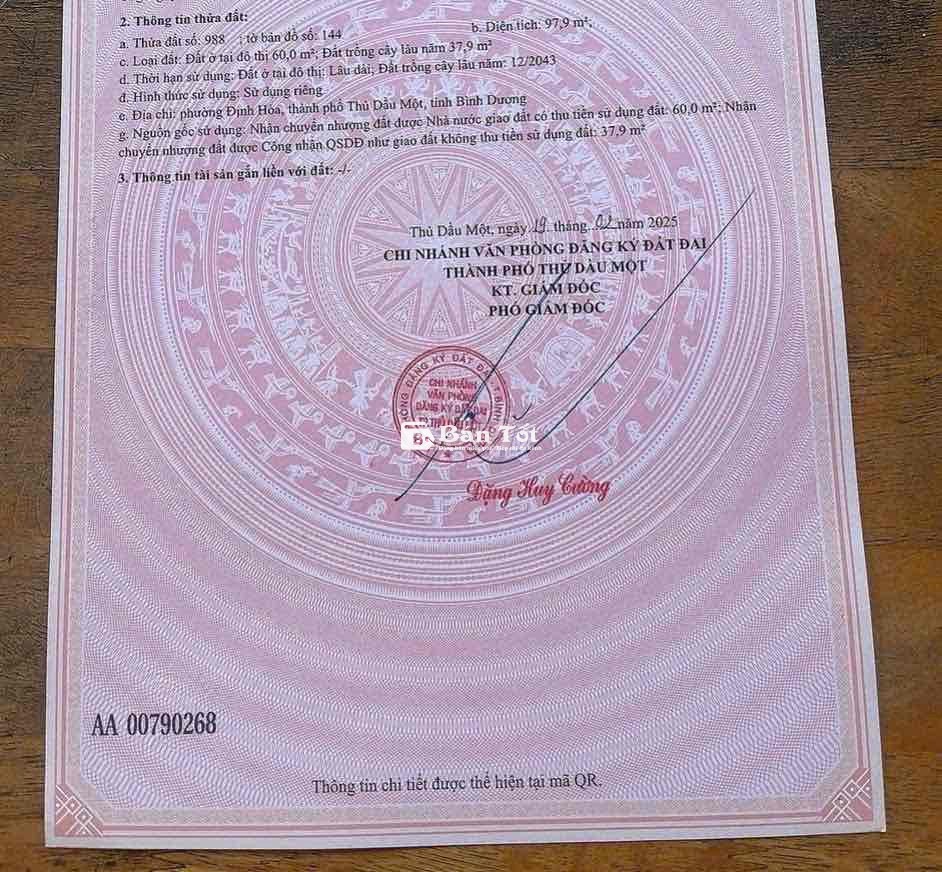 2. Thông tin thửa đất:
a. Thửa đất số: 988 ; tờ bản đồ số: 144
b. Diện tích: 97,9 m²;
c. Loại đất: Đất ở tại đô thị 60,0 m²; Đất trồng cây lâu năm 37,9 m²
d. Thời hạn sử dụng: Đất ở tại đô thị: Lâu dài; Đất trồng cây lâu năm: 12/2043
đ. Hình thức sử dụng: Sử dụng riêng
e. Địa chỉ: phường Định Hòa, thành phố Thủ Dầu Một, tỉnh Bình Dương
g. Nguồn gốc sử dụng: Nhận chuyển nhượng đất được Nhà nước giao đất có thu tiền sử dụng đất: 60,0 m²; Nhận
chuyển nhượng đất được Công nhận QSDĐ như giao đất không thu tiền sử dụng đất: 37,9 m²
3. Thông tin tài sản gắn liền với đất: -/-
Thủ Dầu Một, ngày 19 tháng 02 năm 2025
CHI NHÁNH VĂN PHÒNG ĐĂNG KÝ ĐẤT ĐAI
THÀNH PHỐ THỦ DẦU MỘT
KT. GIÁM ĐỐC
PHÓ GIÁM ĐỐC
CHI NHÁNH
VĂN PHÒNG
ĐĂNG KÝ ĐẤT ĐAI
Bán Tới
Đặng Huy Cường
AA 00790268
Thông tin chi tiết được thể hiện tại mã QR.